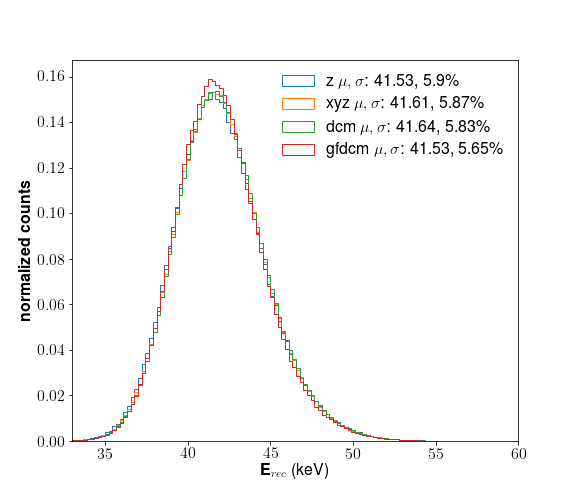 z μ, σ: 41.53, 5.9%
xyz μ, σ: 41.61, 5.87%
dcm μ, σ: 41.64, 5.83%
gfdcm μ, σ: 41.53, 5.65%
normalized counts
0.16
0.14
0.12
0.10
0.08
0.06
0.04
0.02
0.00
35 40 45 50 55 60
E_rec (keV)